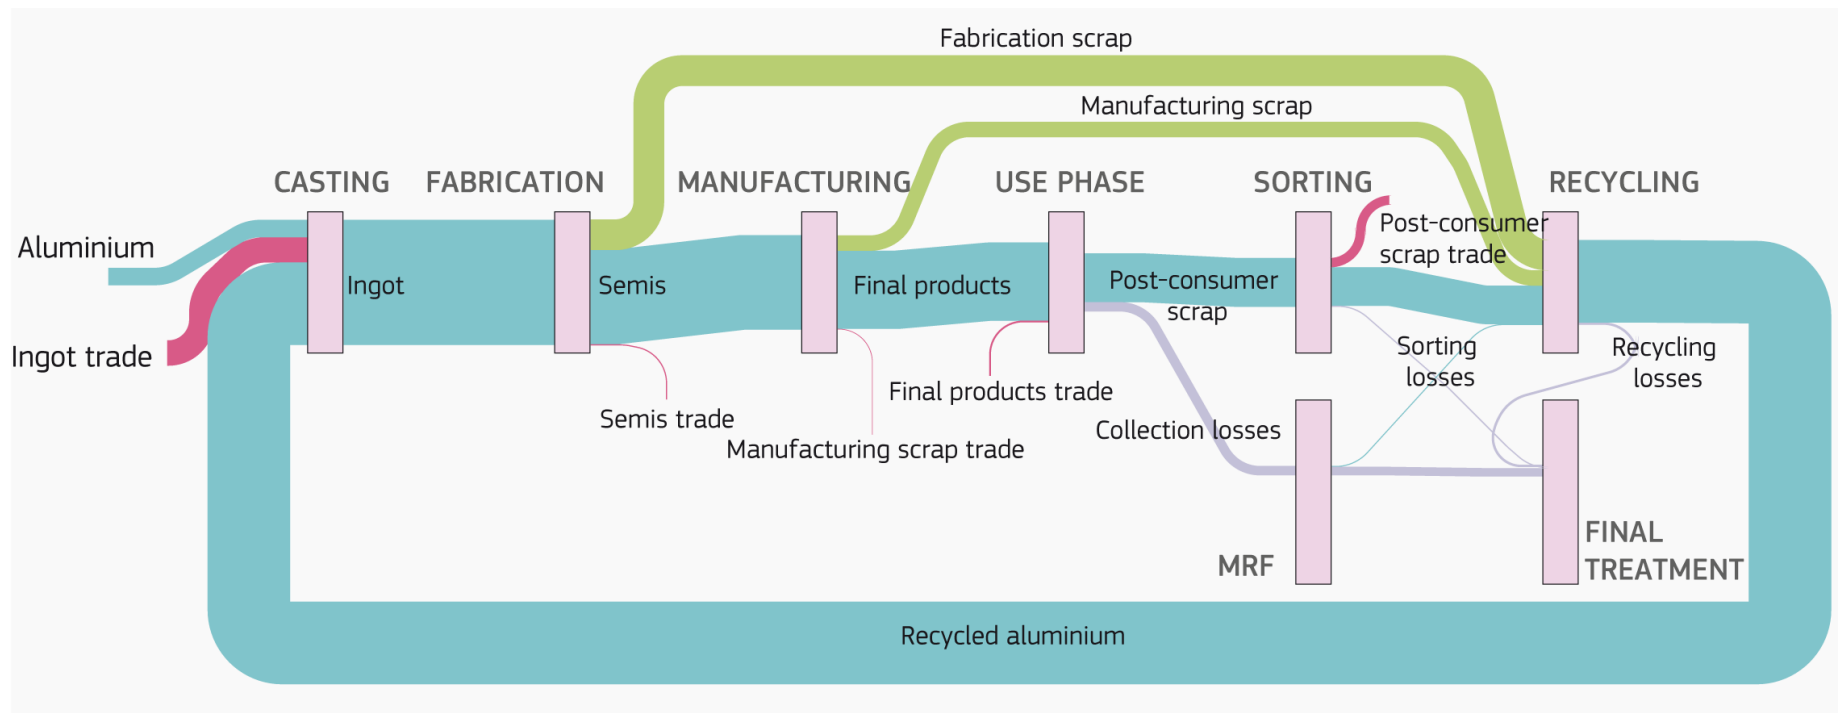 Fabrication scrap
Manufacturing scrap
CASTING
FABRICATION
MANUFACTURING
USE PHASE
SORTING
RECYCLING
Aluminium
Ingot trade
Ingot
Semis
Final products
Post-consumer
scrap
Post-consumer
scrap trade
Semis trade
Manufacturing scrap trade
Final products trade
Collection losses
Sorting
losses
Recycling
losses
MRF
FINAL
TREATMENT
Recycled aluminium